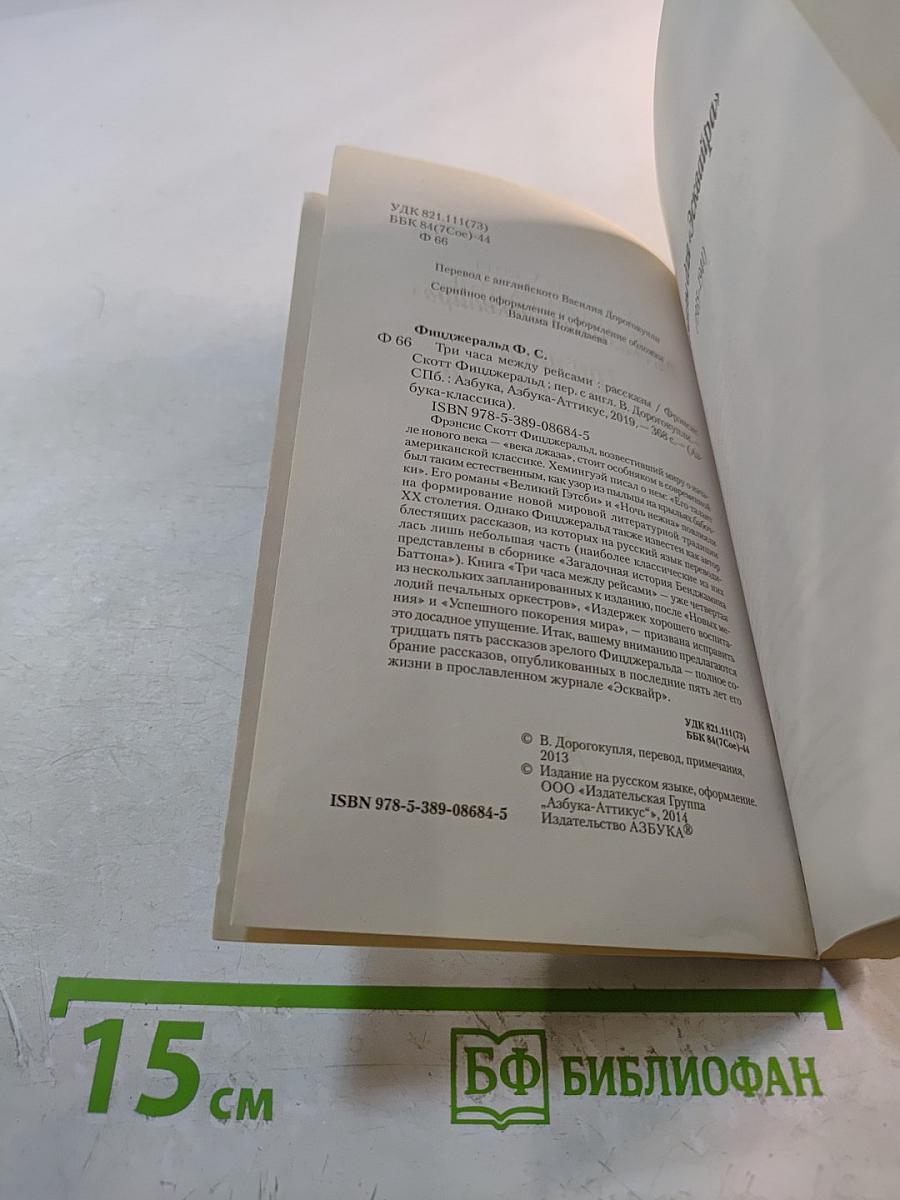 УДК 821.111(73)
ББК 84(7Сое)-44
Ф 66
Перевод с английского Василия Дорогокупли
Серийное оформление и оформление обложки
Вадима Пожидаева
Фицджеральд Ф. С.
Ф 66 Три часа между рейсами : рассказы / Фрэнсис
Скотт Фицджеральд ; пер. с англ. В. Дорогокупли. —
СПб. : Азбука, Азбука-Аттикус, 2019. — 368 с. — (Аз-
бука-классика).
ISBN 978-5-389-08684-5
Фрэнсис Скотт Фицджеральд, возвестивший миру о нача-
ле нового века — «века джаза», стоит особняком в современной
американской классике. Хемингуэй писал о нем: «Его талант
был таким естественным, как узор из пыльцы на крыльях бабоч-
ки». Его романы «Великий Гэтсби» и «Ночь нежна» повлияли
на формирование новой мировой литературной традиции
XX столетия. Однако Фицджеральд также известен как автор
блестящих рассказов, из которых на русский язык переводи-
лась лишь небольшая часть (наиболее классические из них
представлены в сборнике «Загадочная история Бенджамина
Баттона»). Книга «Три часа между рейсами» — уже четвертая
из нескольких запланированных к изданию, после «Новых ме-
лодий печальных оркестров», «Издержек хорошего воспита-
ния» и «Успешного покорения мира», — призвана исправить
это досадное упущение. Итак, вашему вниманию предлагаются
тридцать пять рассказов зрелого Фицджеральда — полное со-
брание рассказов, опубликованных в последние пять лет его
жизни в прославленном журнале «Эсквайр».
УДК 821.111(73)
ББК 84(7Сое)-44
© В. Дорогокупля, перевод, примечания,
2013
© Издание на русском языке, оформление.
ООО «Издательская Группа
„Азбука-Аттикус“», 2014
Издательство АЗБУКА®
ISBN 978-5-389-08684-5
15 см
БФ БИБЛИОФАН